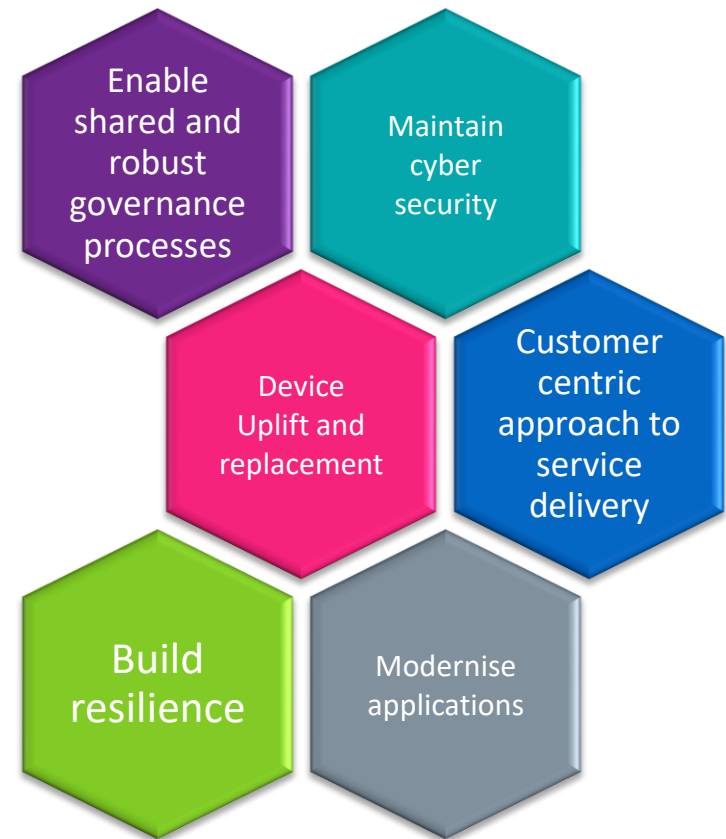 Enable
shared and
robust
governance
processes
Maintain
cyber
security
Device
Uplift and
replacement
Customer
centric
approach to
service
delivery
Build
resilience
Modernise
applications